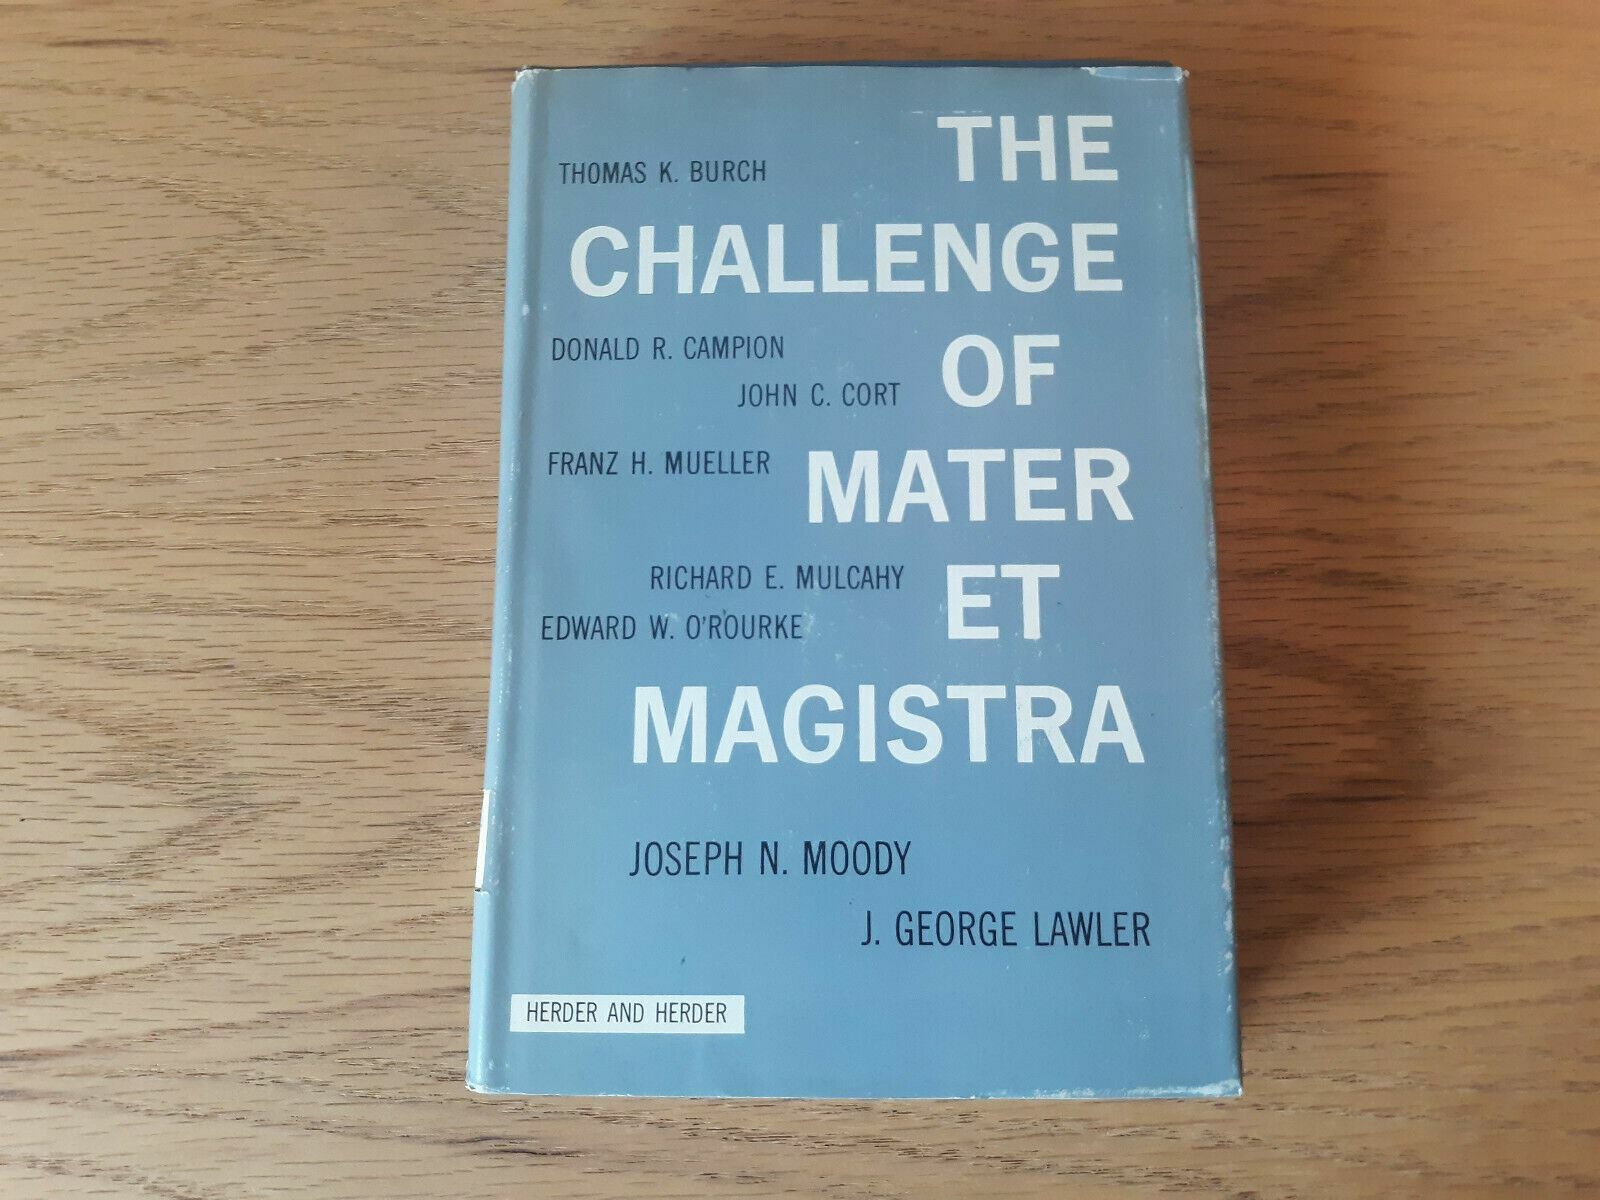 THE
THOMAS K. BURCH
CHALLENGE
DONALD R. CAMPION
OF
JOHN C. CORT
FRANZ H. MUELLER
MATER
RICHARD E. MULCAHY
ET
EDWARD W. O'ROURKE
MAGISTRA
JOSEPH N. MOODY
J. GEORGE LAWLER
HERDER AND HERDER